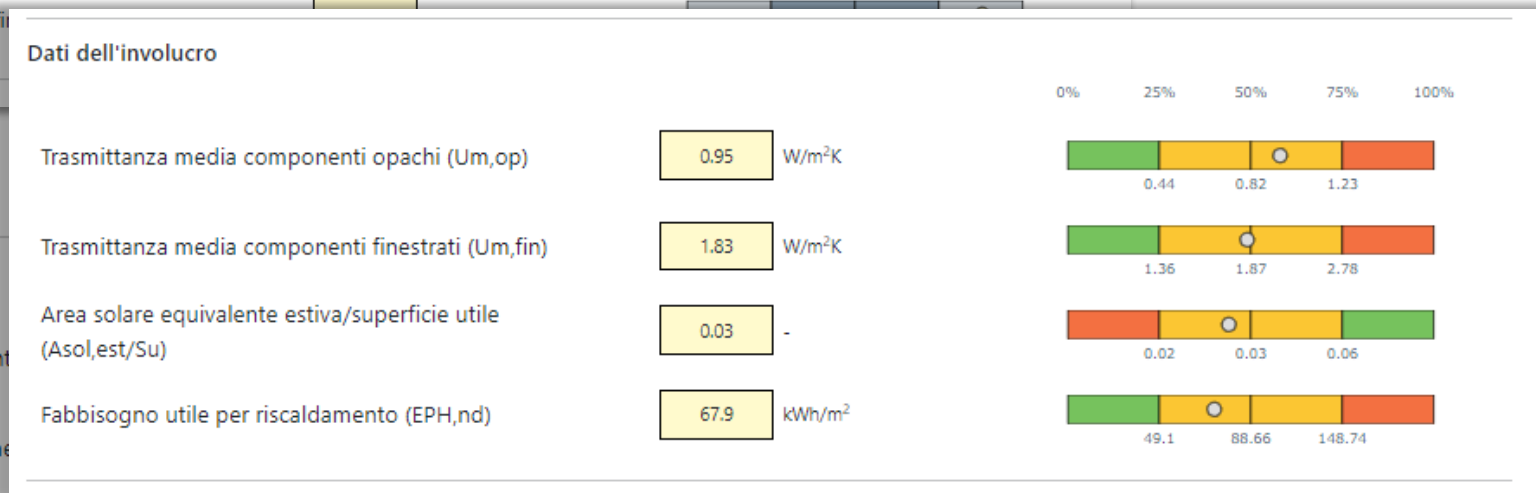 Dati dell'involucro
0% 25% 50% 75% 100%
Trasmittanza media componenti opachi (Um,op) 0.95 W/m²K
0.44 0.82 1.23
Trasmittanza media componenti finestrati (Um,fin) 1.83 W/m²K
1.36 1.87 2.78
Area solare equivalente estiva/superficie utile
(Asol,est/Su) 0.03 -
0.02 0.03 0.06
Fabbisogno utile per riscaldamento (EPH,nd) 67.9 kWh/m²
49.1 88.66 148.74